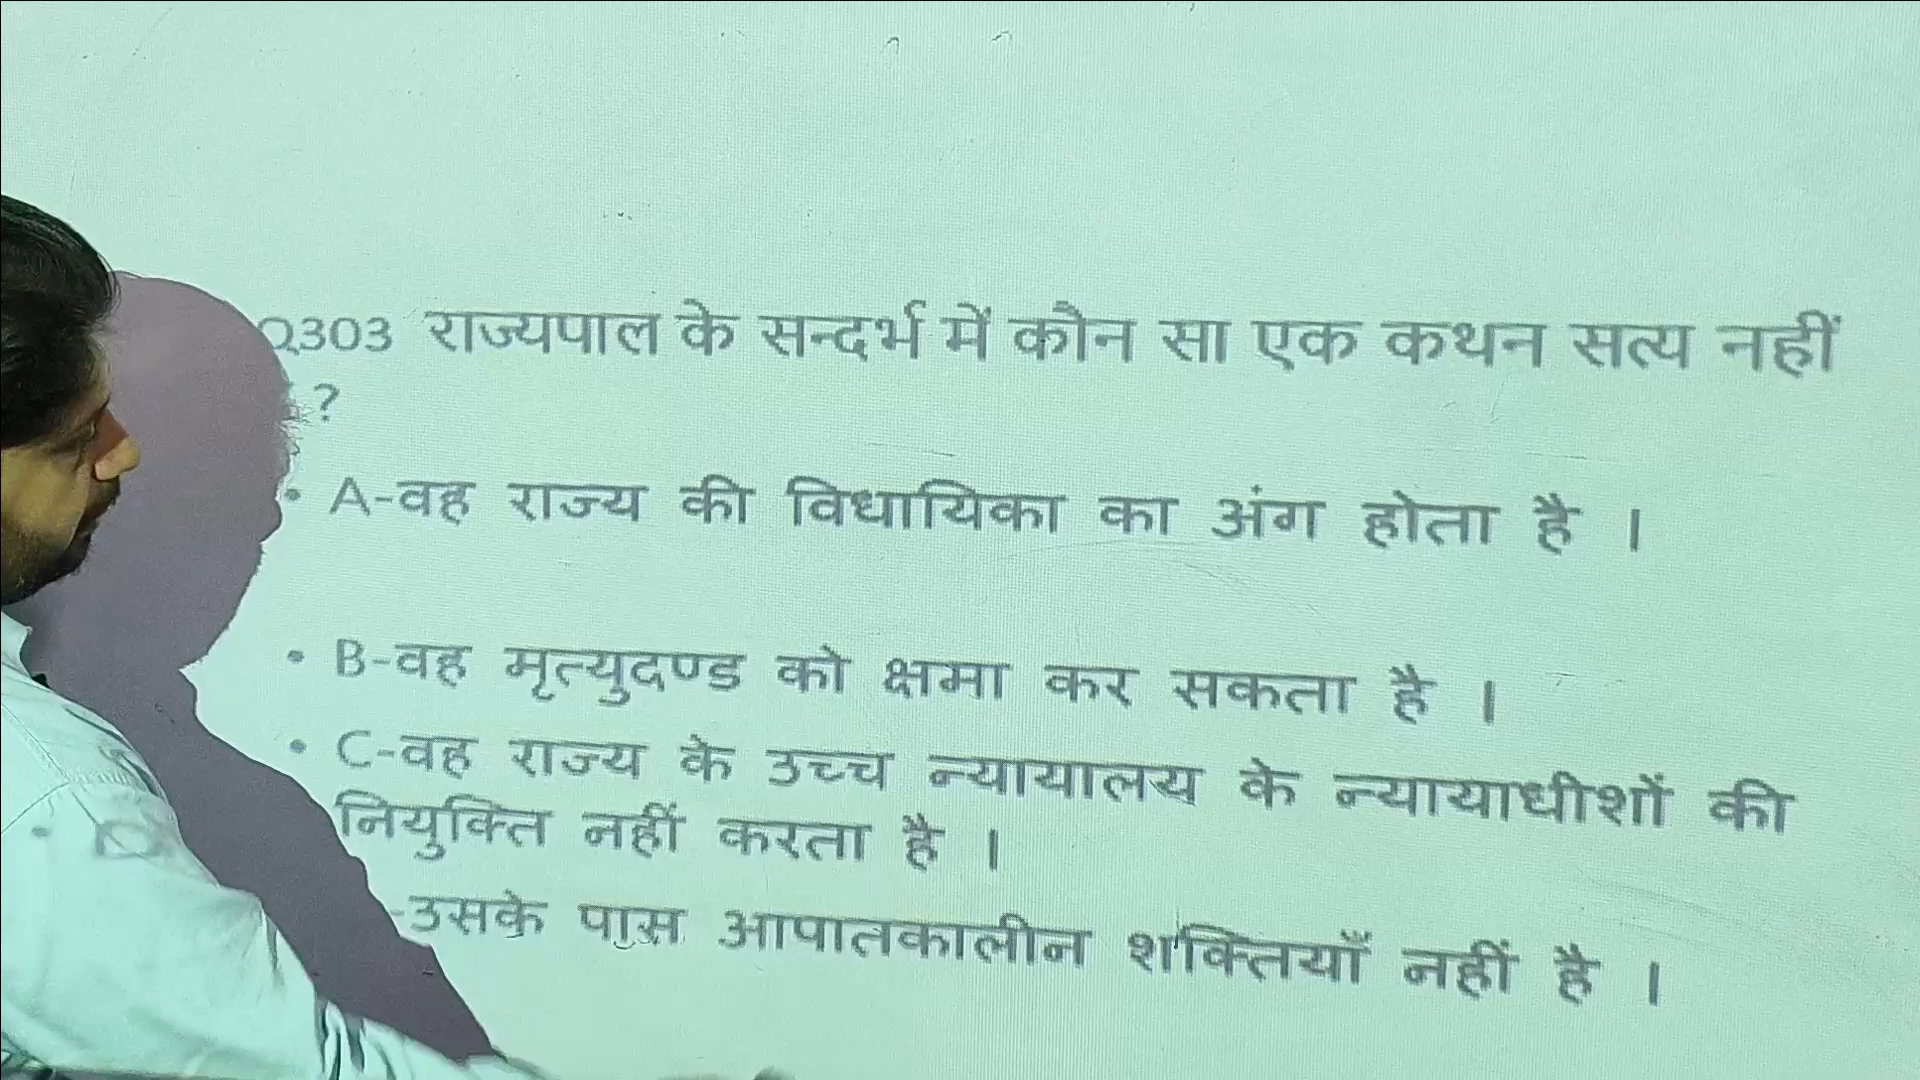 Q303 राज्यपाल के सन्दर्भ में कौन सा एक कथन सत्य नहीं
?
• A-वह राज्य की विधायिका का अंग होता है ।
• B-वह मृत्युदण्ड को क्षमा कर सकता है ।
• C-वह राज्य के उच्च न्यायालय के न्यायाधीशों की
नियुक्ति नहीं करता है ।
-उसके पास आपातकालीन शक्तियाँ नहीं है ।